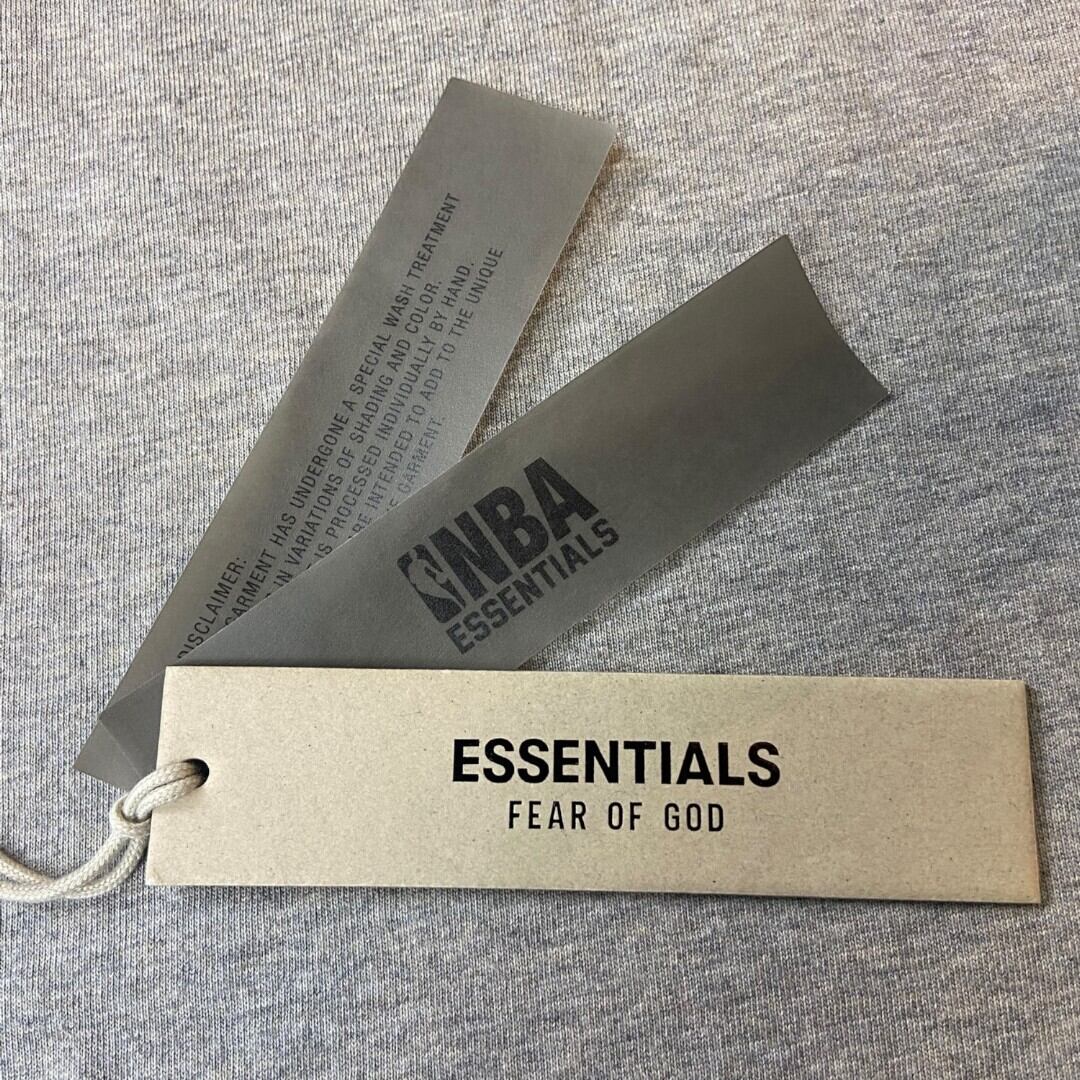 DISCLAIMER:
GARMENT HAS UNDERGONE A SPECIAL WASH TREATMENT
IN VARIATIONS OF SHADING AND COLOR.
IS PROCESSED INDIVIDUALLY BY HAND.
INTENDED TO ADD TO THE UNIQUE
GARMENT.
NBA
ESSENTIALS
ESSENTIALS
FEAR OF GOD